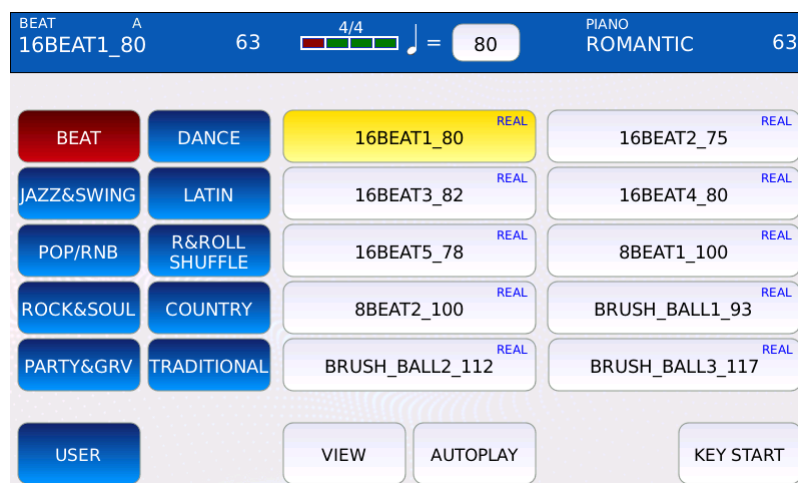 BEAT A 4/4 PIANO
16BEAT1_80 63 = 80 ROMANTIC 63
BEAT DANCE 16BEAT1_80 REAL 16BEAT2_75 REAL
JAZZ&SWING LATIN 16BEAT3_82 REAL 16BEAT4_80 REAL
POP/RNB R&ROLL SHUFFLE 16BEAT5_78 REAL 8BEAT1_100 REAL
ROCK&SOUL COUNTRY 8BEAT2_100 REAL BRUSH_BALL1_93 REAL
PARTY&GRV TRADITIONAL BRUSH_BALL2_112 REAL BRUSH_BALL3_117 REAL
USER VIEW AUTOPLAY KEY START